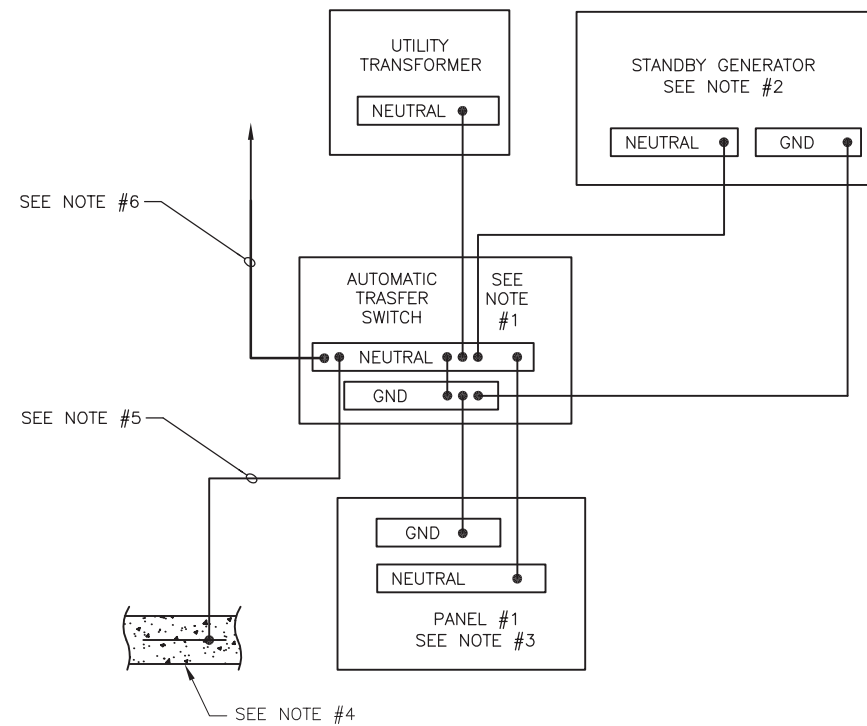 UTILITY
TRANSFORMER
NEUTRAL
STANDBY GENERATOR
SEE NOTE #2
NEUTRAL
GND
SEE NOTE #6
AUTOMATIC
TRASFER
SWITCH
SEE
NOTE
#1
NEUTRAL
GND
SEE NOTE #5
GND
NEUTRAL
PANEL #1
SEE NOTE #3
SEE NOTE #4